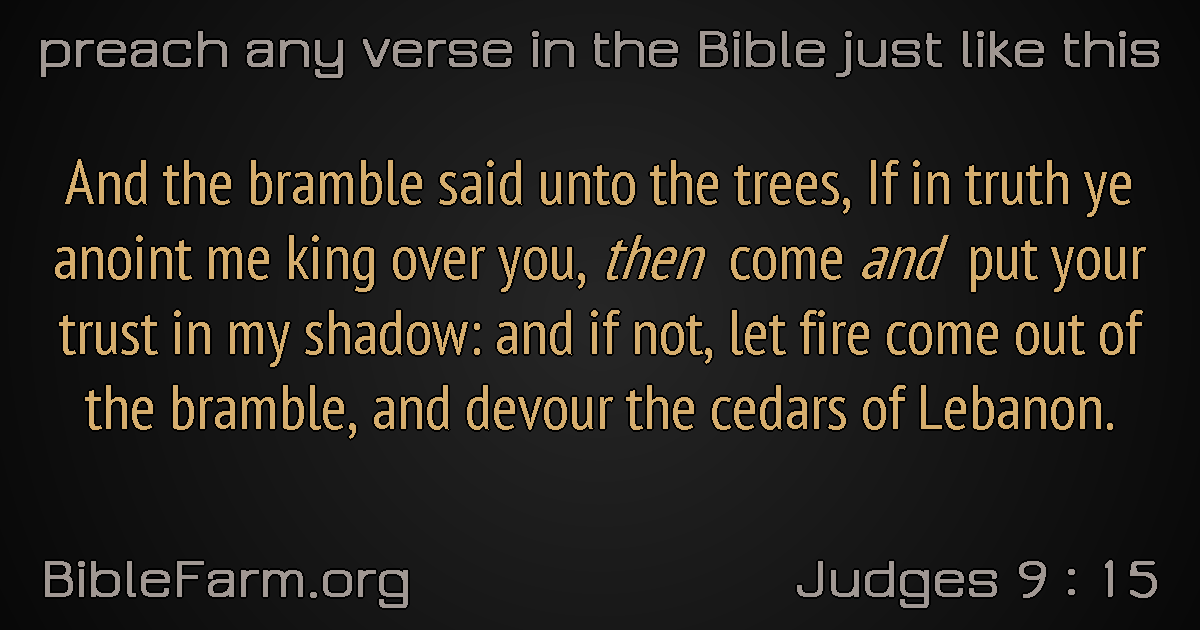 preach any verse in the Bible just like this
And the bramble said unto the trees, If in truth ye
anoint me king over you, then come and put your
trust in my shadow: and if not, let fire come out of
the bramble, and devour the cedars of Lebanon.
BibleFarm.org
Judges 9 : 15